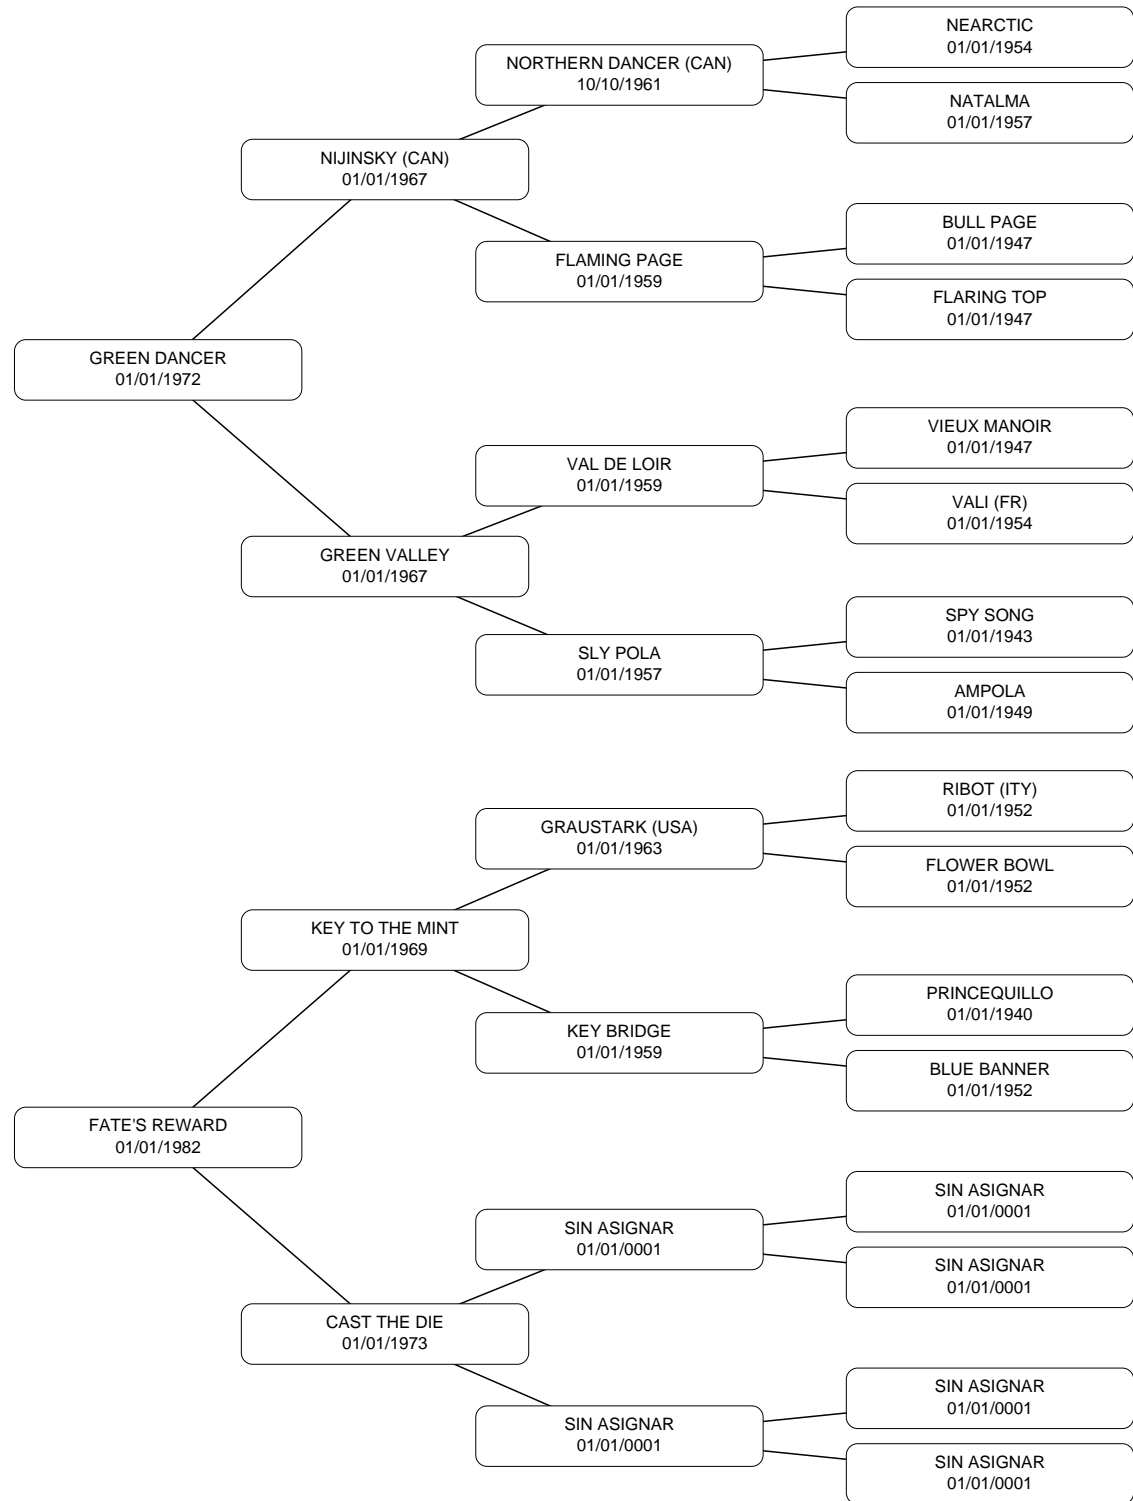 NEARCTIC
01/01/1954
NORTHERN DANCER (CAN)
10/10/1961
NATALMA
01/01/1957
NIJINSKY (CAN)
01/01/1967
BULL PAGE
01/01/1947
FLAMING PAGE
01/01/1959
FLARING TOP
01/01/1947
GREEN DANCER
01/01/1972
VIEUX MANOIR
01/01/1947
VAL DE LOIR
01/01/1959
VALI (FR)
01/01/1954
GREEN VALLEY
01/01/1967
SPY SONG
01/01/1943
SLY POLA
01/01/1957
AMPOLA
01/01/1949
RIBOT (ITY)
01/01/1952
GRAUSTARK (USA)
01/01/1963
FLOWER BOWL
01/01/1952
KEY TO THE MINT
01/01/1969
PRINCEQUILLO
01/01/1940
KEY BRIDGE
01/01/1959
BLUE BANNER
01/01/1952
FATE'S REWARD
01/01/1982
SIN ASIGNAR
01/01/0001
SIN ASIGNAR
01/01/0001
SIN ASIGNAR
01/01/0001
CAST THE DIE
01/01/1973
SIN ASIGNAR
01/01/0001
SIN ASIGNAR
01/01/0001
SIN ASIGNAR
01/01/0001